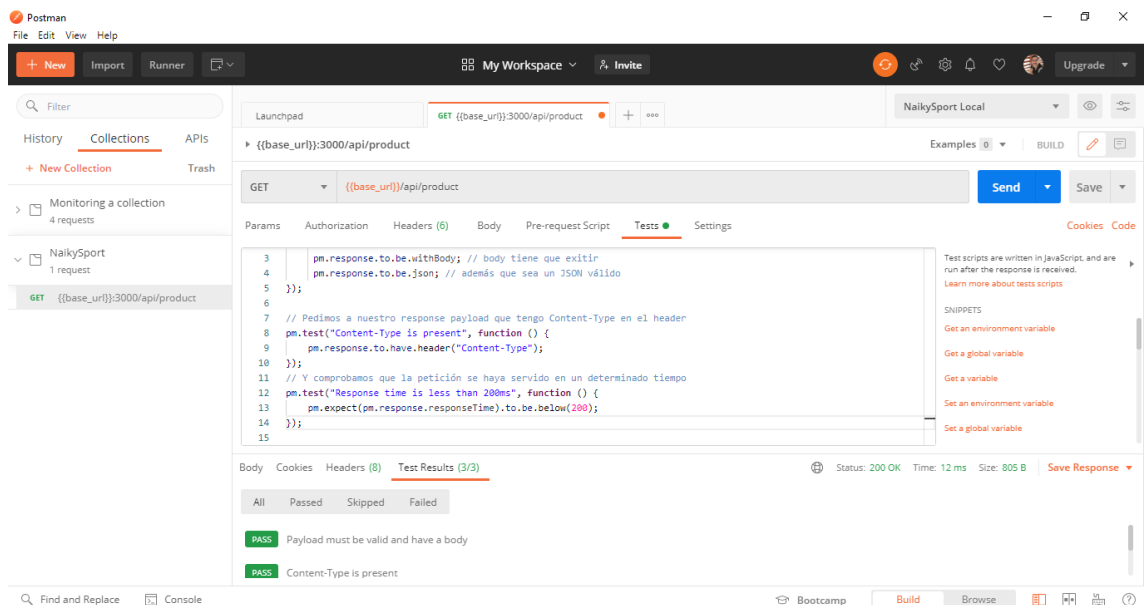 Postman
File Edit View Help
+ New Import Runner My Workspace Invite Upgrade
Filter
History Collections APIs
+ New Collection Trash
Monitoring a collection
4 requests
NaikySport
1 request
GET {{base_url}}:3000/api/product
Launchpad GET {{base_url}}:3000/api/product NaikySport Local
{{base_url}}:3000/api/product Examples 0 BUILD
GET {{base_url}}/api/product Send Save
Params Authorization Headers (6) Body Pre-request Script Tests Settings Cookies Code
3 pm.response.to.be.withBody; // body tiene que exitir
4 pm.response.to.be.json; // además que sea un JSON válido
5 });
6
7 // Pedimos a nuestro response payload que tengo Content-Type en el header
8 pm.test("Content-Type is present", function () {
9 pm.response.to.have.header("Content-Type");
10 });
11 // Y comprobamos que la petición se haya servido en un determinado tiempo
12 pm.test("Response time is less than 200ms", function () {
13 pm.expect(pm.response.responseTime).to.be.below(200);
14 });
15
Test scripts are written in JavaScript, and are
run after the response is received.
Learn more about tests scripts
SNIPPETS
Get an environment variable
Get a global variable
Get a variable
Set an environment variable
Set a global variable
Body Cookies Headers (8) Test Results (3/3) Status: 200 OK Time: 12 ms Size: 805 B Save Response
All Passed Skipped Failed
PASS Payload must be valid and have a body
PASS Content-Type is present
Find and Replace Console Bootcamp Build Browse